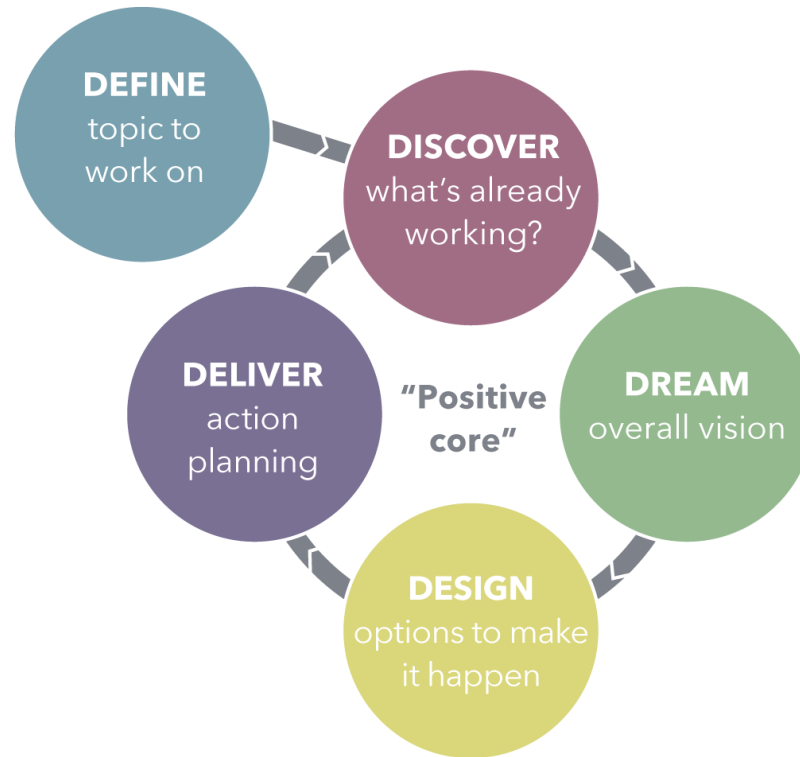 DEFINE
topic to
work on
DISCOVER
what's already
working?
DREAM
overall vision
DESIGN
options to make
it happen
DELIVER
action
planning
“Positive
core”